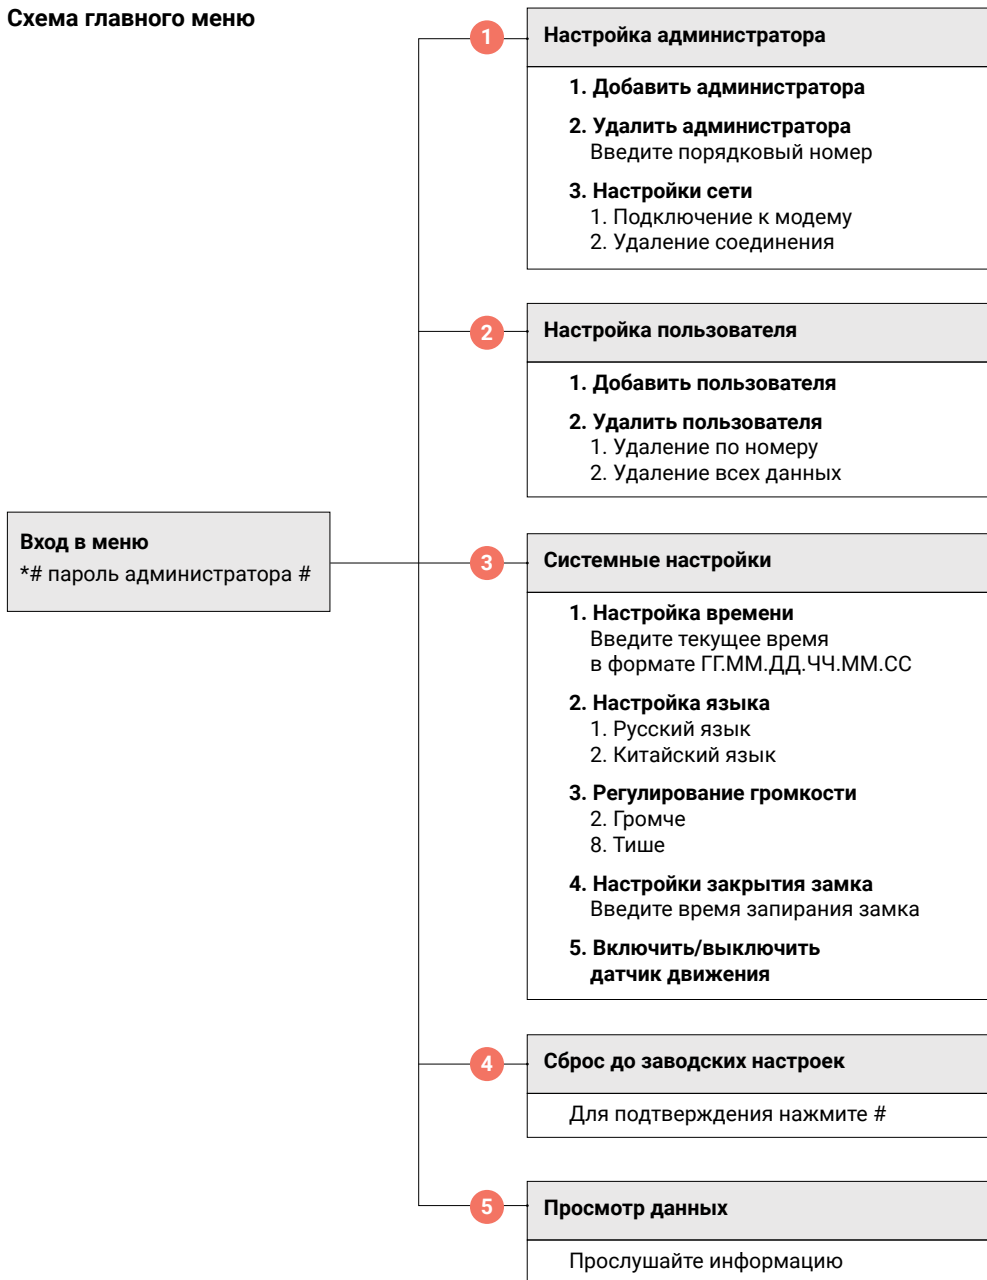 Схема главного меню
1
Настройка администратора
1. Добавить администратора
2. Удалить администратора
Введите порядковый номер
3. Настройки сети
1. Подключение к модему
2. Удаление соединения
2
Настройка пользователя
1. Добавить пользователя
2. Удалить пользователя
1. Удаление по номеру
2. Удаление всех данных
Вход в меню
*# пароль администратора #
3
Системные настройки
1. Настройка времени
Введите текущее время
в формате ГГ.ММ.ДД.ЧЧ.ММ.СС
2. Настройка языка
1. Русский язык
2. Китайский язык
3. Регулирование громкости
2. Громче
8. Тише
4. Настройки закрытия замка
Введите время запирания замка
5. Включить/выключить
датчик движения
4
Сброс до заводских настроек
Для подтверждения нажмите #
5
Просмотр данных
Прослушайте информацию